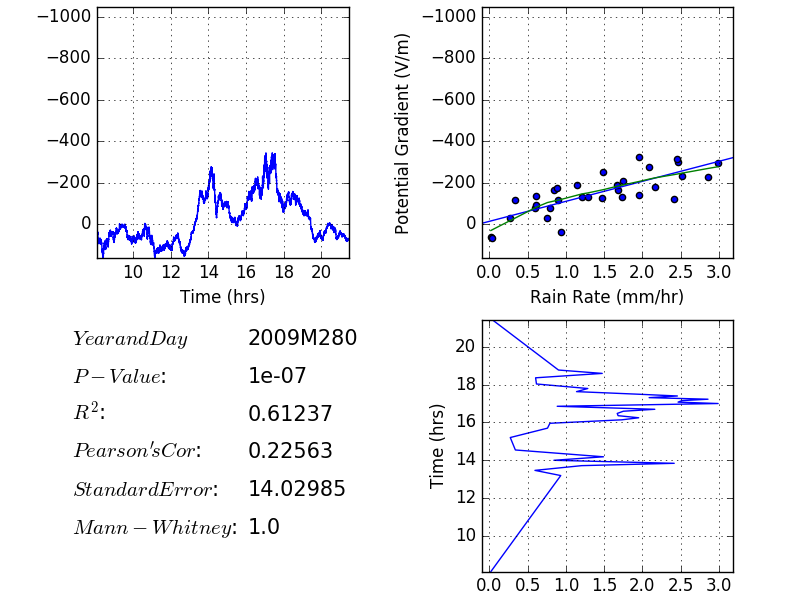 −1000
−800
−600
−400
−200
0
10 12 14 16 18 20
Time (hrs)
Potential Gradient (V/m)
−1000
−800
−600
−400
−200
0
0.0 0.5 1.0 1.5 2.0 2.5 3.0
Rain Rate (mm/hr)
YearandDay 2009M280
P−Value: 1e-07
R²: 0.61237
Pearson'sCor: 0.22563
StandardError: 14.02985
Mann−Whitney: 1.0
Time (hrs)
20
18
16
14
12
10
0.0 0.5 1.0 1.5 2.0 2.5 3.0